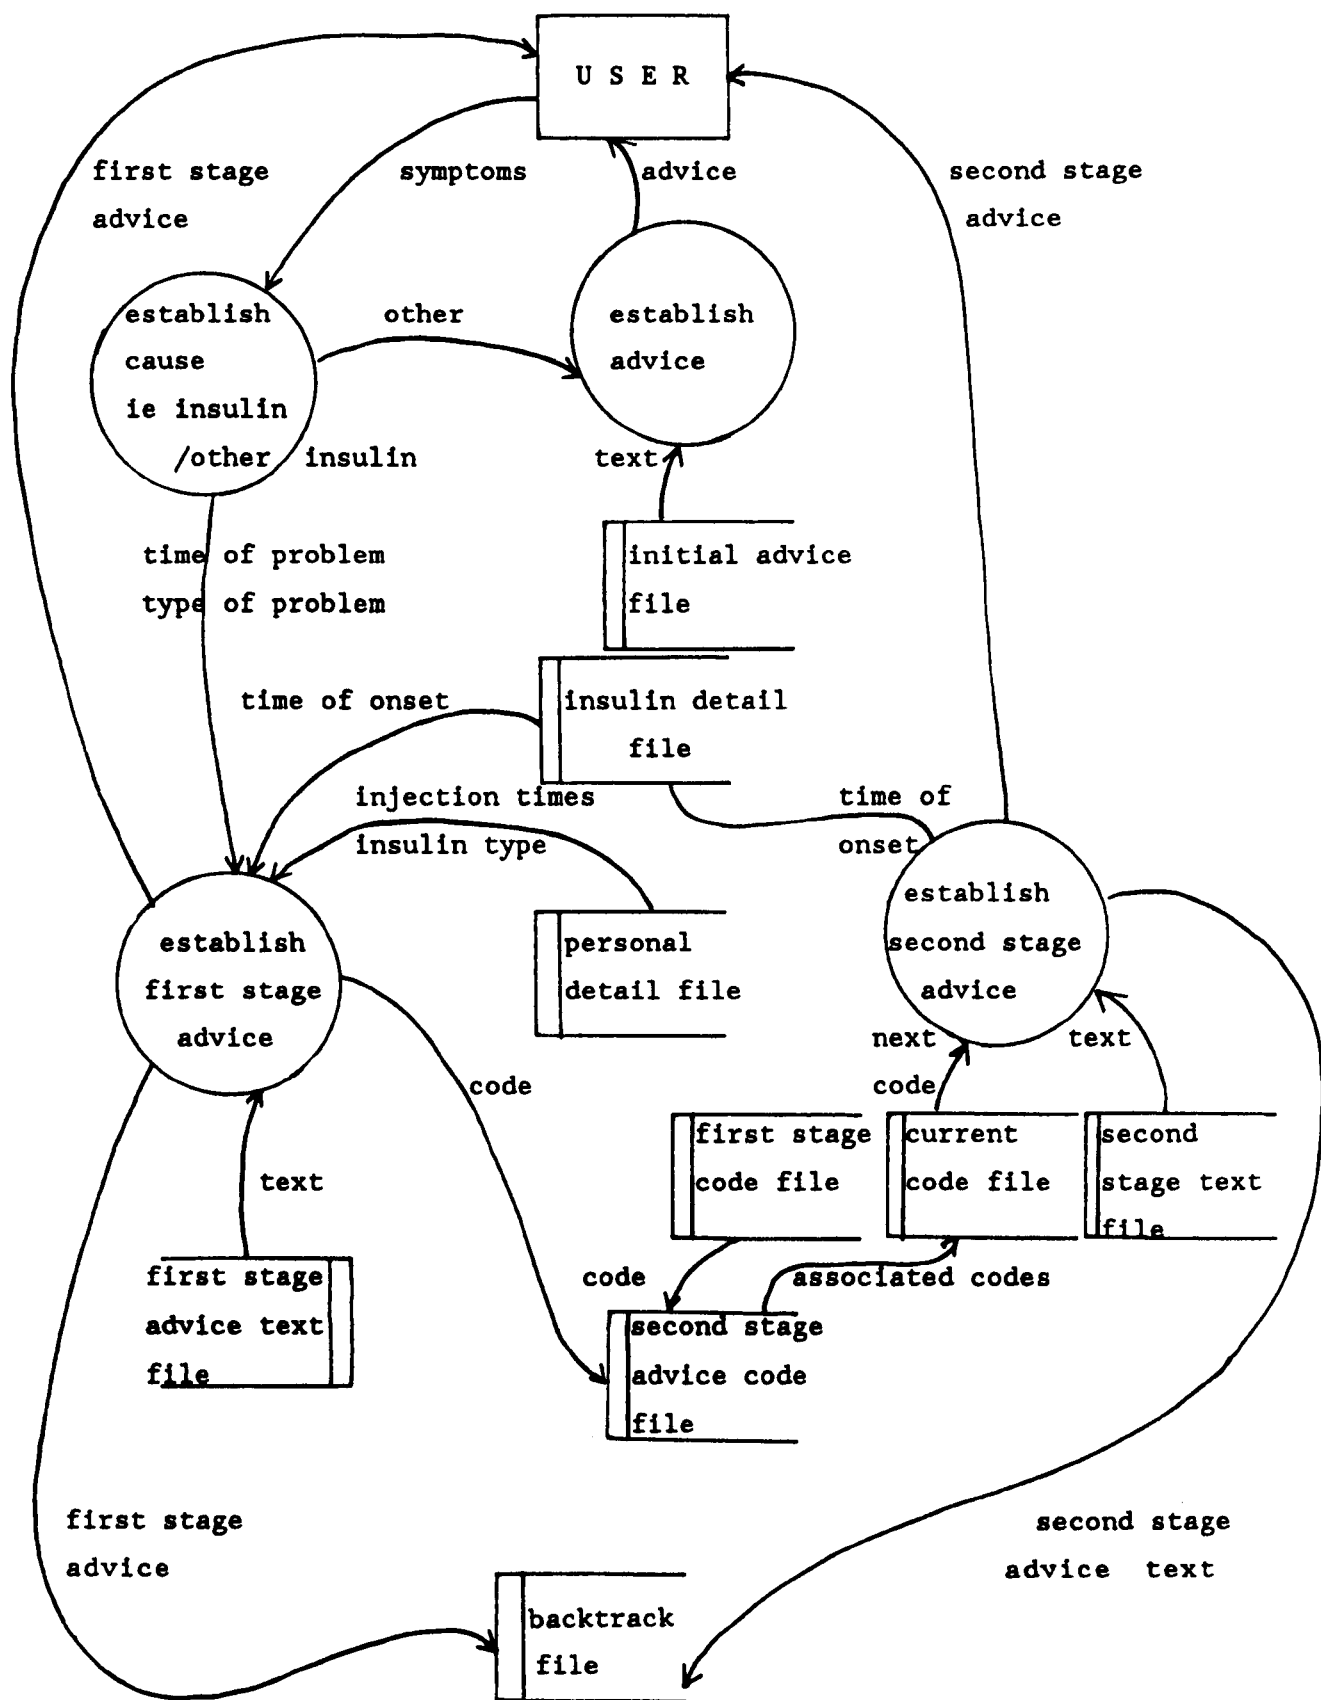 U S E R
first stage
advice
symptoms
advice
second stage
advice
establish
cause
ie insulin
/other
other
establish
advice
insulin
text
time of problem
type of problem
initial advice
file
time of onset
insulin detail
file
injection times
insulin type
time of
onset
establish
first stage
advice
personal
detail file
establish
second stage
advice
next
code
text
code
text
first stage
code file
current
code file
second
stage text
file
first stage
advice text
file
code
associated codes
second stage
advice code
file
first stage
advice
second stage
advice text
backtrack
file